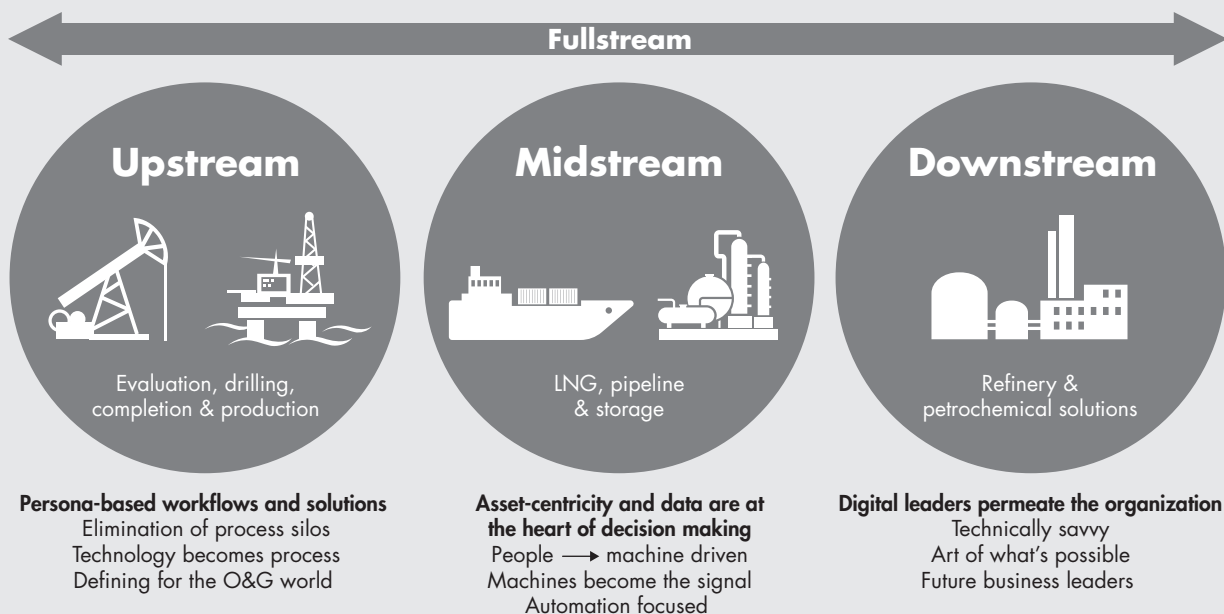 Fullstream
Upstream
Evaluation, drilling,
completion & production
Midstream
LNG, pipeline
& storage
Downstream
Refinery &
petrochemical solutions
Persona-based workflows and solutions
Elimination of process silos
Technology becomes process
Defining for the O&G world
Asset-centricity and data are at
the heart of decision making
People → machine driven
Machines become the signal
Automation focused
Digital leaders permeate the organization
Technically savvy
Art of what’s possible
Future business leaders